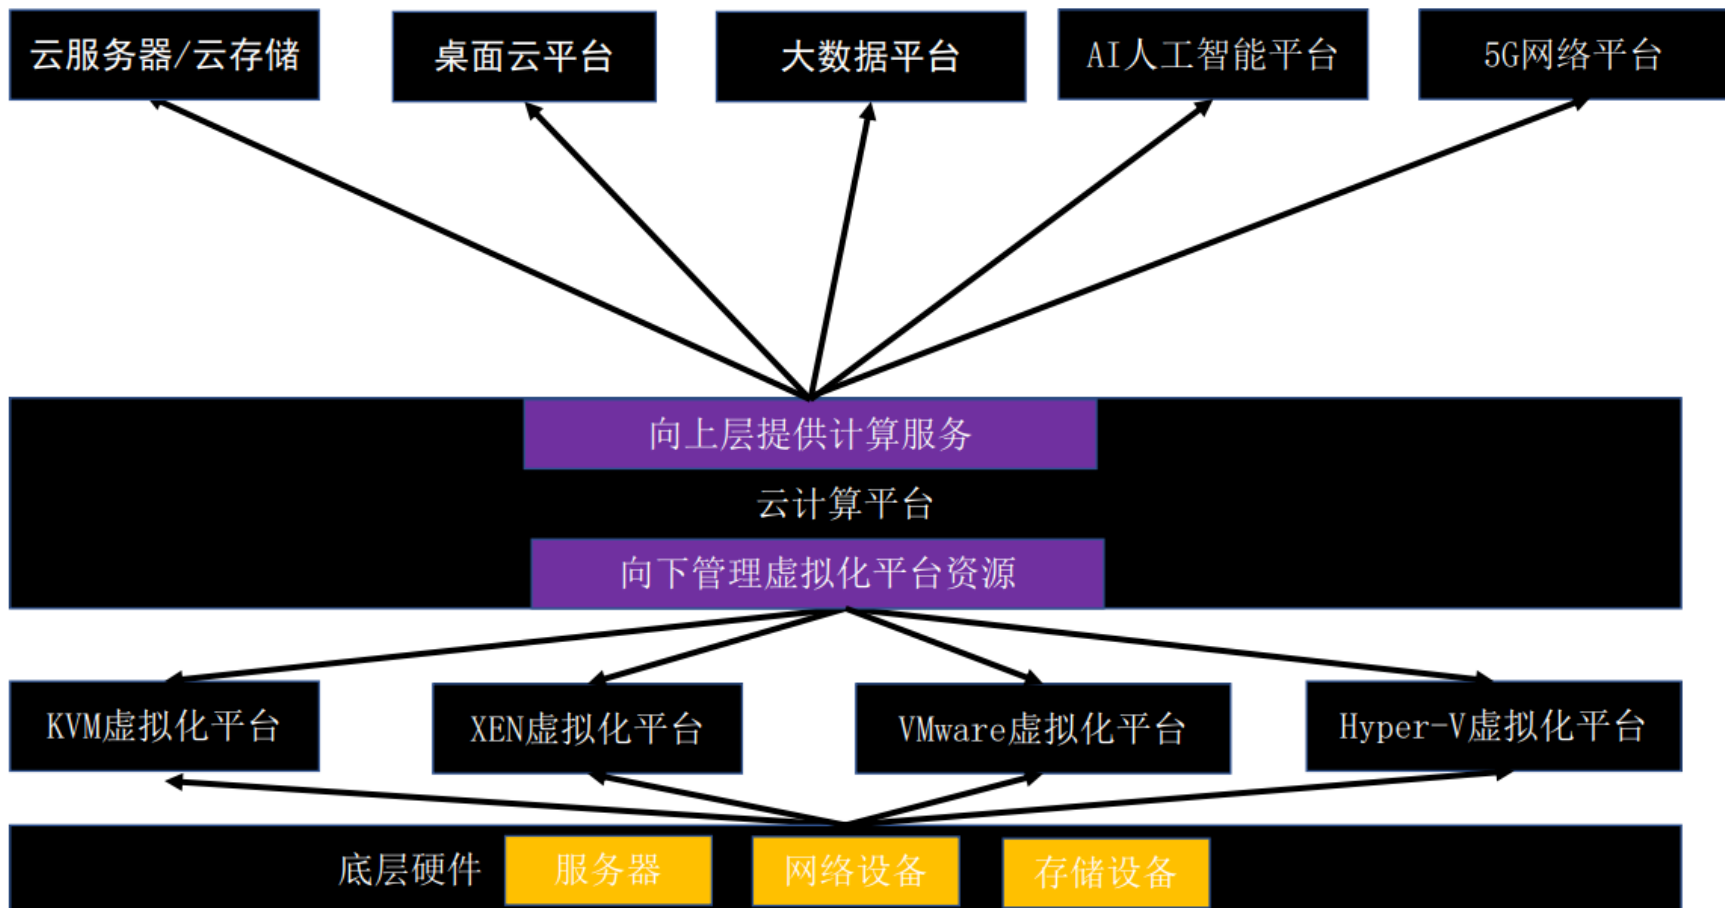 云服务器/云存储
桌面云平台
大数据平台
AI人工智能平台
5G网络平台
向上层提供计算服务
云计算平台
向下管理虚拟化平台资源
KVM虚拟化平台
XEN虚拟化平台
VMware虚拟化平台
Hyper-V虚拟化平台
底层硬件
服务器
网络设备
存储设备